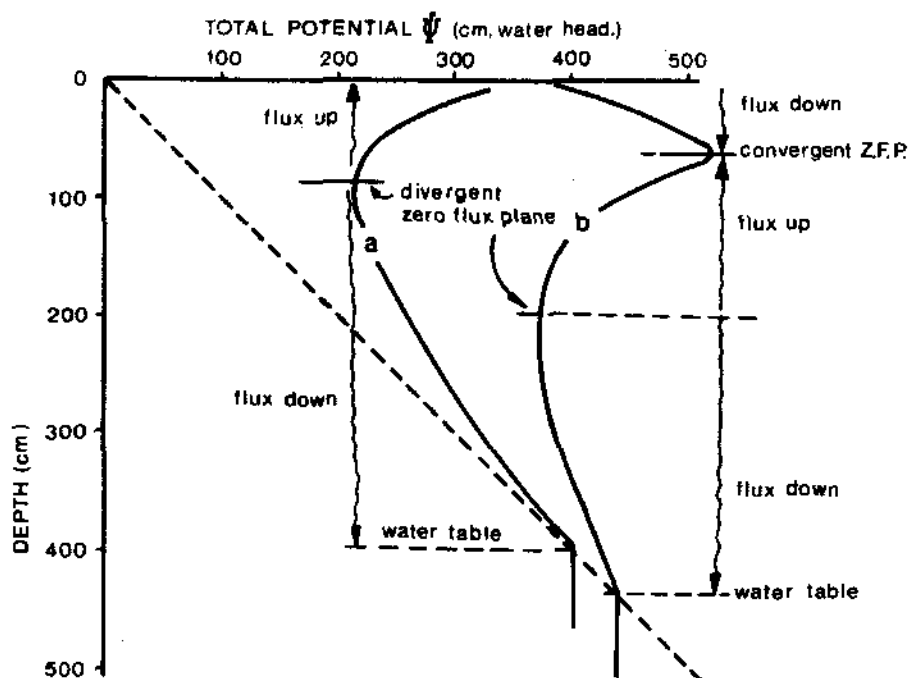 TOTAL POTENTIAL Ψ (cm, water head.)
0 100 200 300 400 500
0
100
200
300
400
500
DEPTH (cm)
flux up
flux down
convergent Z.F.P.
divergent
zero flux plane
a
b
flux up
flux down
flux down
water table
water table